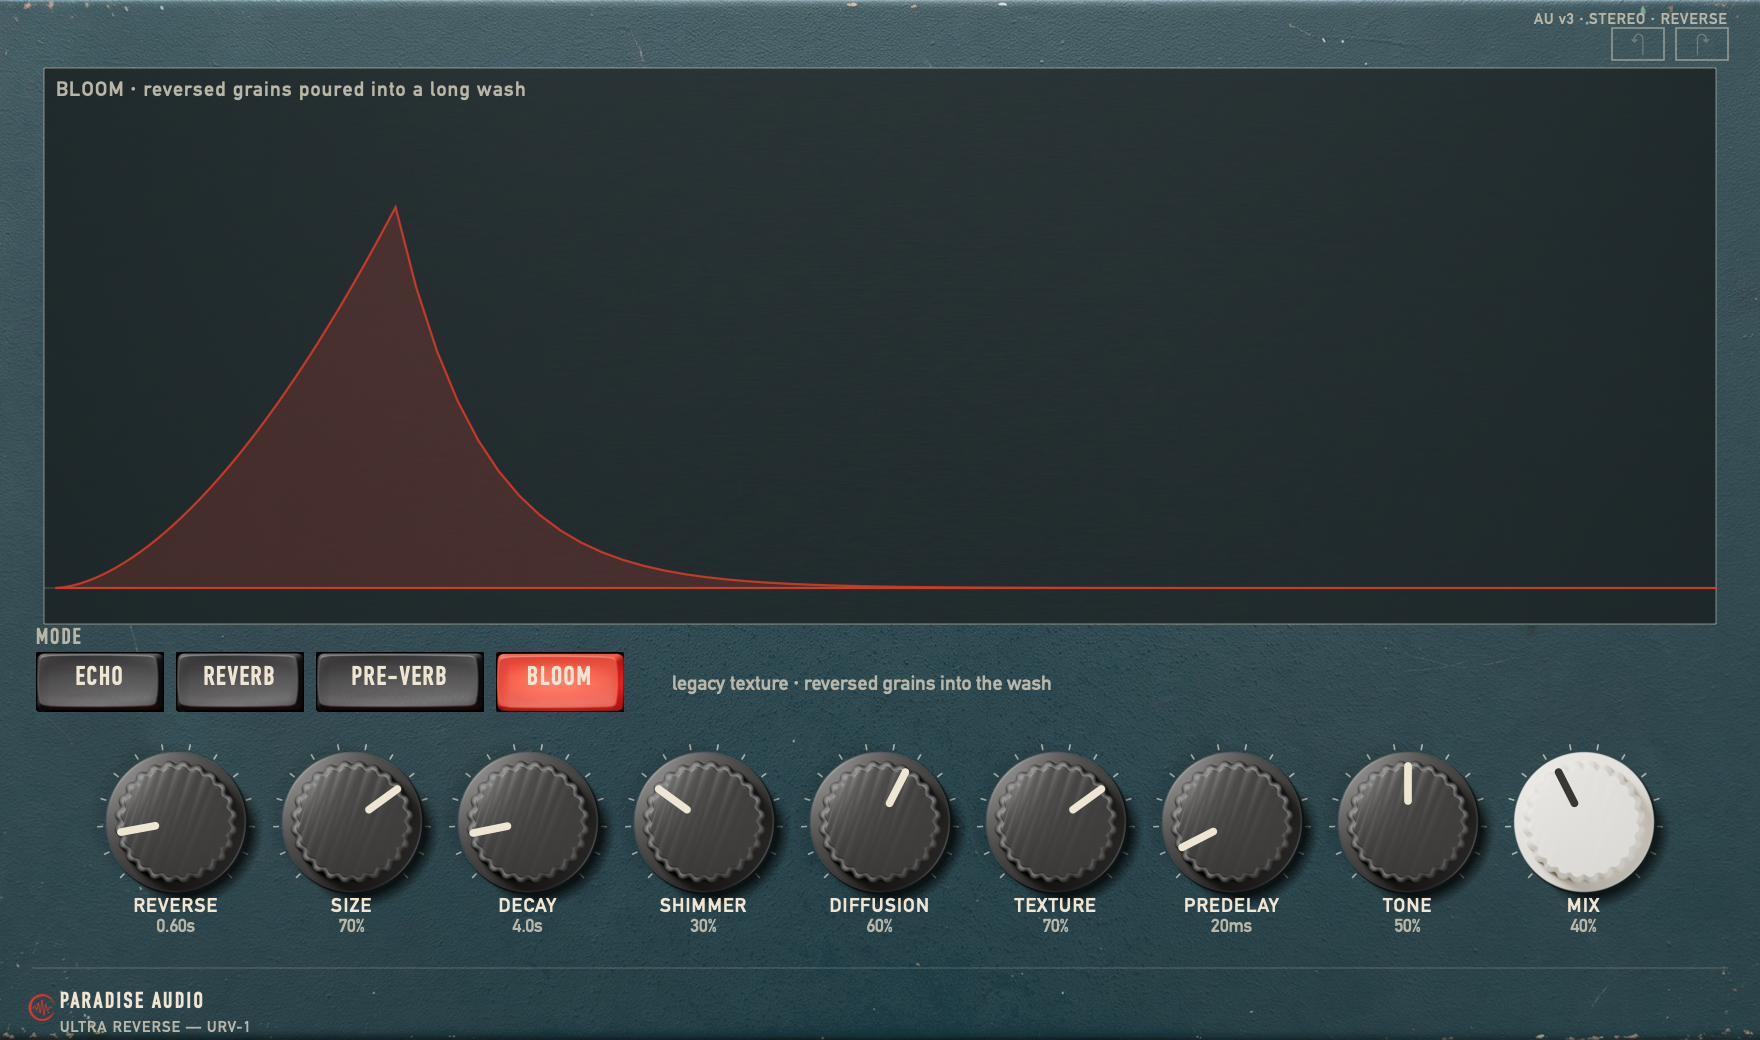 AU v3 · STEREO · REVERSE
BLOOM · reversed grains poured into a long wash
MODE
ECHO
REVERB
PRE-VERB
BLOOM
legacy texture · reversed grains into the wash
REVERSE
0.60s
SIZE
70%
DECAY
4.0s
SHIMMER
30%
DIFFUSION
60%
TEXTURE
70%
PREDELAY
20ms
TONE
50%
MIX
40%
PARADISE AUDIO
ULTRA REVERSE — URV-1